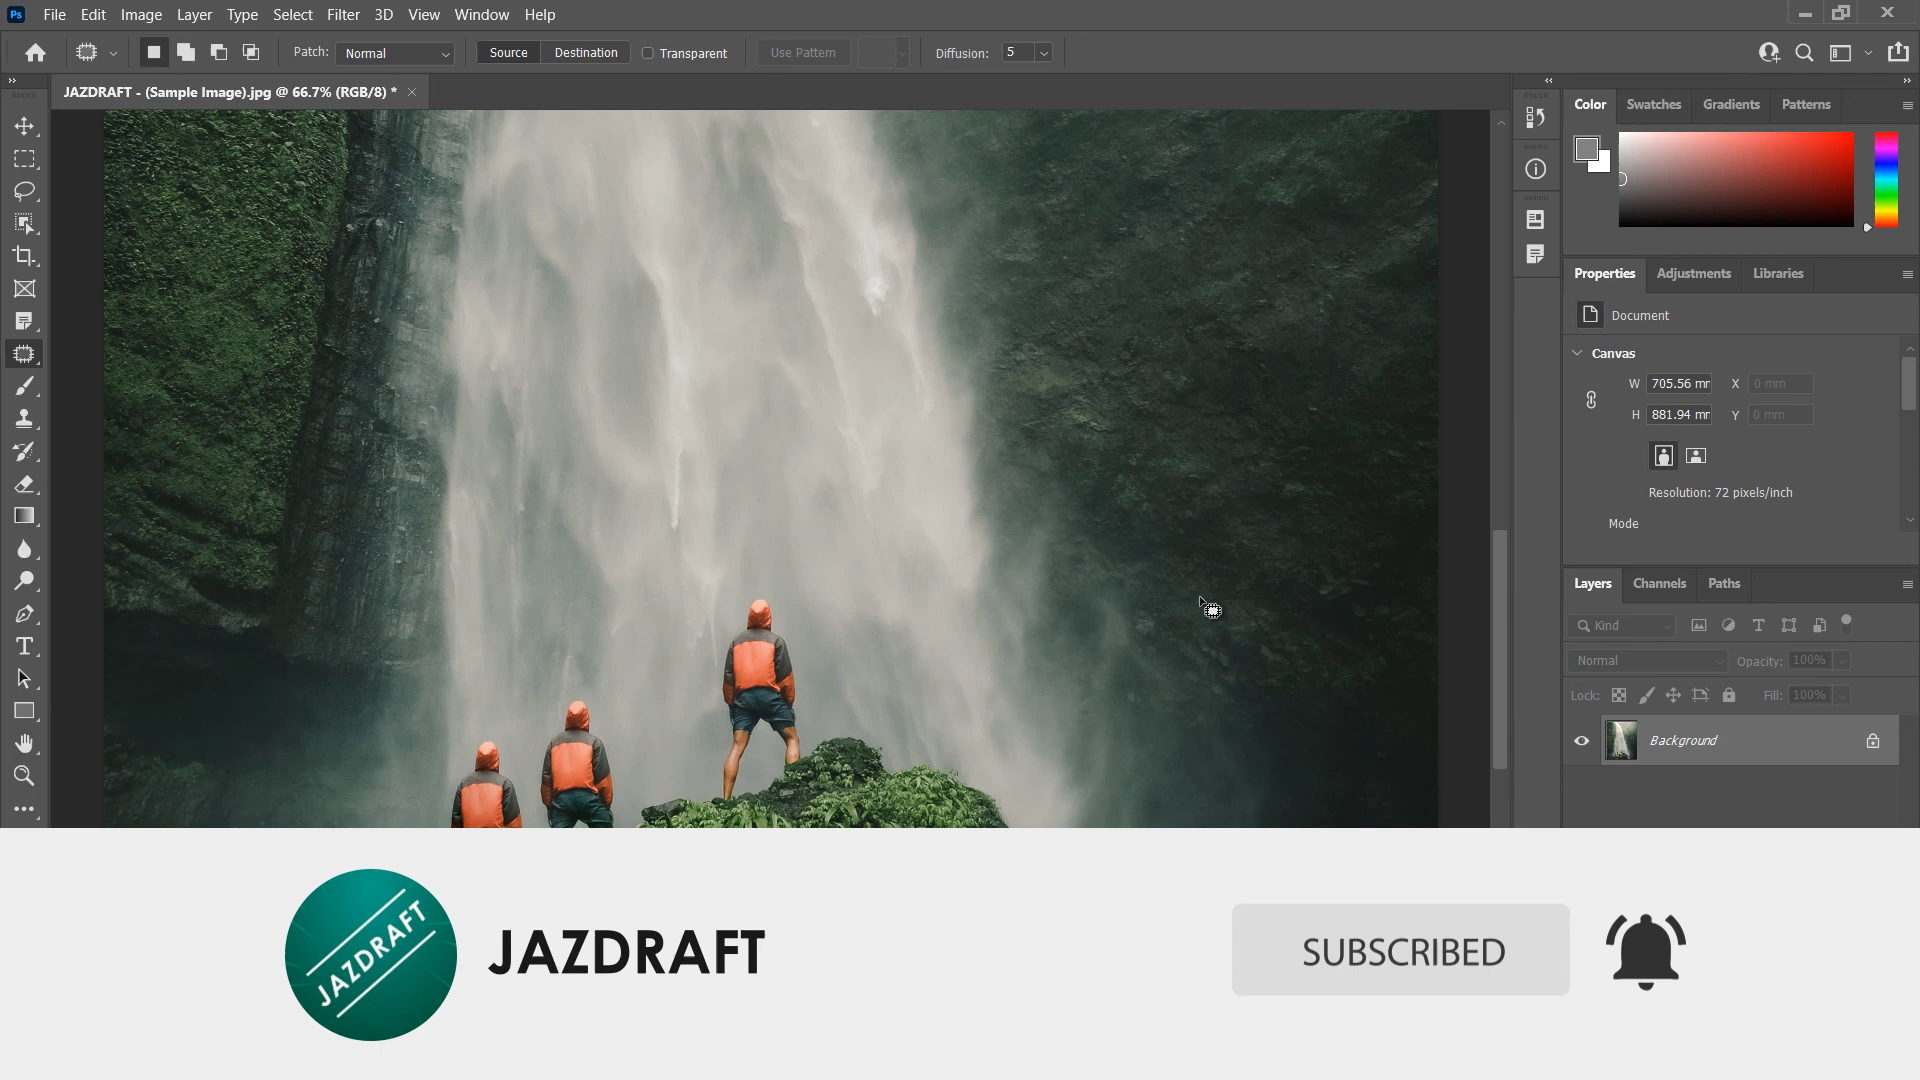 Ps File Edit Image Layer Type Select Filter 3D View Window Help
Patch: Normal Source Destination Transparent Use Pattern Diffusion: 5
JAZDRAFT - (Sample Image).jpg @ 66.7% (RGB/8) * ×
Color Swatches Gradients Patterns
Properties Adjustments Libraries
Document
Canvas
W 705.56 mm X 0 mm
H 881.94 mm Y 0 mm
Resolution: 72 pixels/inch
Mode
Layers Channels Paths
Kind
Normal Opacity: 100%
Lock: Fill: 100%
Background
JAZDRAFT
JAZDRAFT
SUBSCRIBED